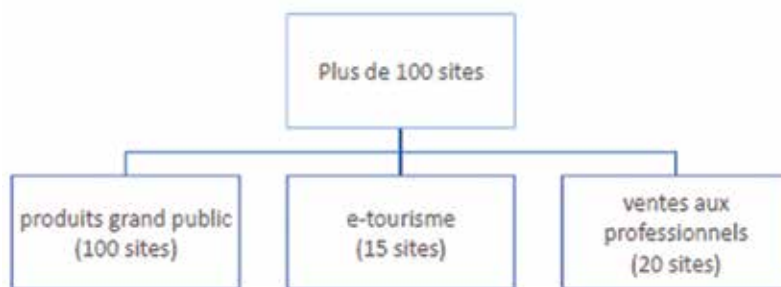 Plus de 100 sites
produits grand public
(100 sites)
e-tourisme
(15 sites)
ventes aux
professionnels
(20 sites)